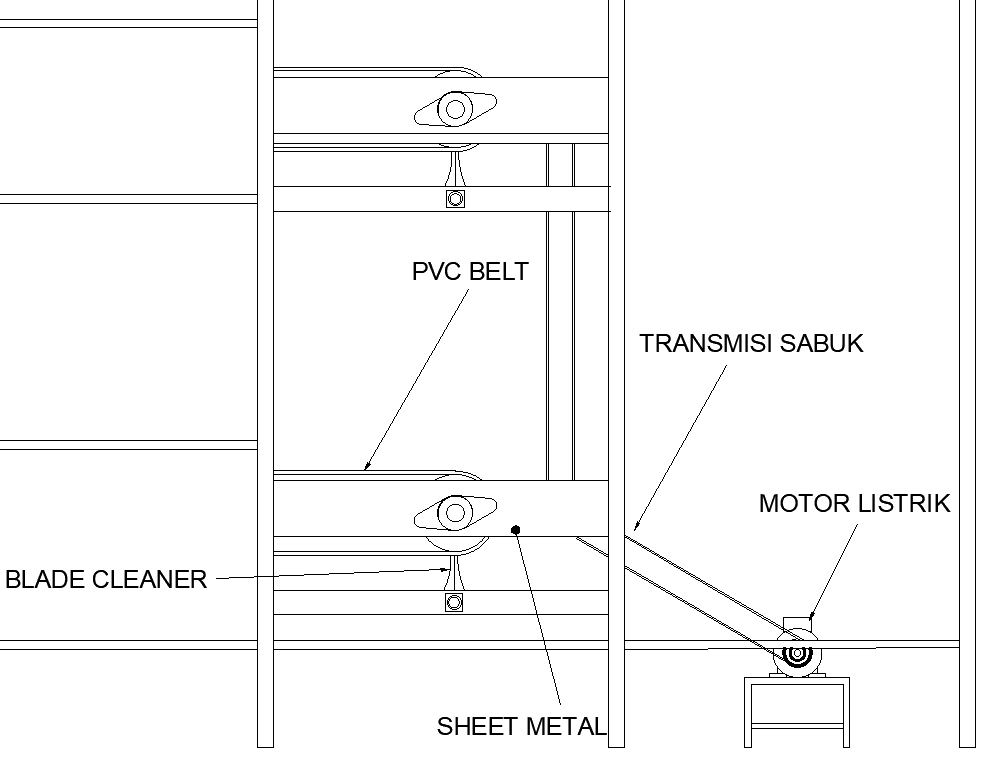 PVC BELT
TRANSMISI SABUK
MOTOR LISTRIK
BLADE CLEANER
SHEET METAL